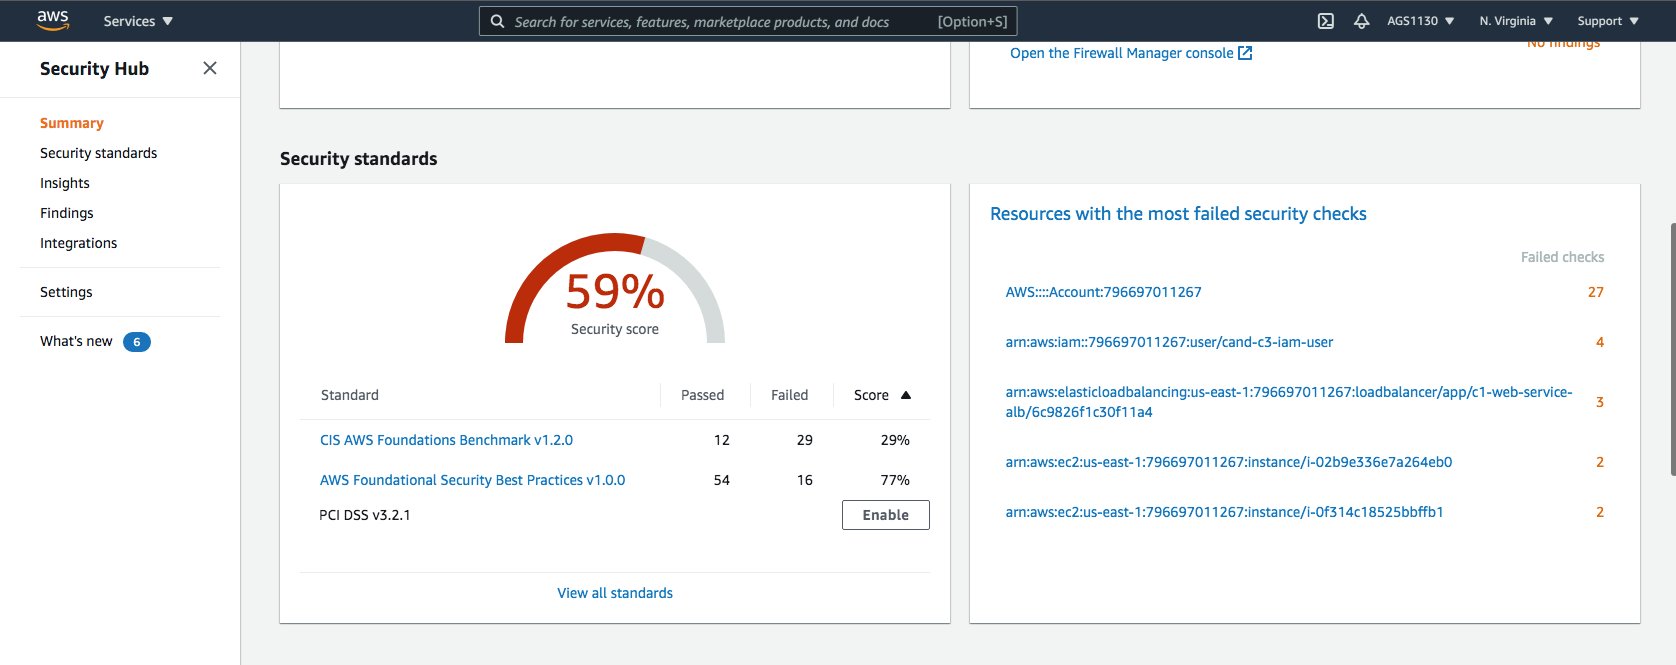 aws
Services
Search for services, features, marketplace products, and docs [Option+S]
AGS1130
N. Virginia
Support
Security Hub
Summary
Security standards
Insights
Findings
Integrations
Settings
What's new 6
Open the Firewall Manager console
No findings
Security standards
59%
Security score
Standard Passed Failed Score
CIS AWS Foundations Benchmark v1.2.0 12 29 29%
AWS Foundational Security Best Practices v1.0.0 54 16 77%
PCI DSS v3.2.1 Enable
View all standards
Resources with the most failed security checks
Failed checks
AWS::::Account:796697011267 27
arn:aws:iam::796697011267:user/cand-c3-iam-user 4
arn:aws:elasticloadbalancing:us-east-1:796697011267:loadbalancer/app/c1-web-service-
alb/6c9826f1c30f11a4 3
arn:aws:ec2:us-east-1:796697011267:instance/i-02b9e336e7a264eb0 2
arn:aws:ec2:us-east-1:796697011267:instance/i-0f314c18525bbffb1 2